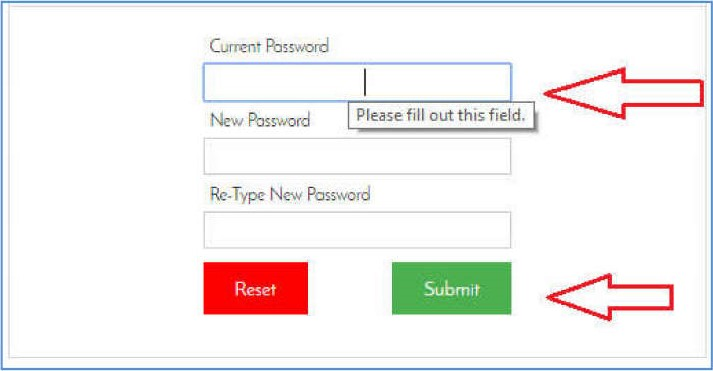 Current Password
Please fill out this field.
New Password
Re-Type New Password
Reset
Submit